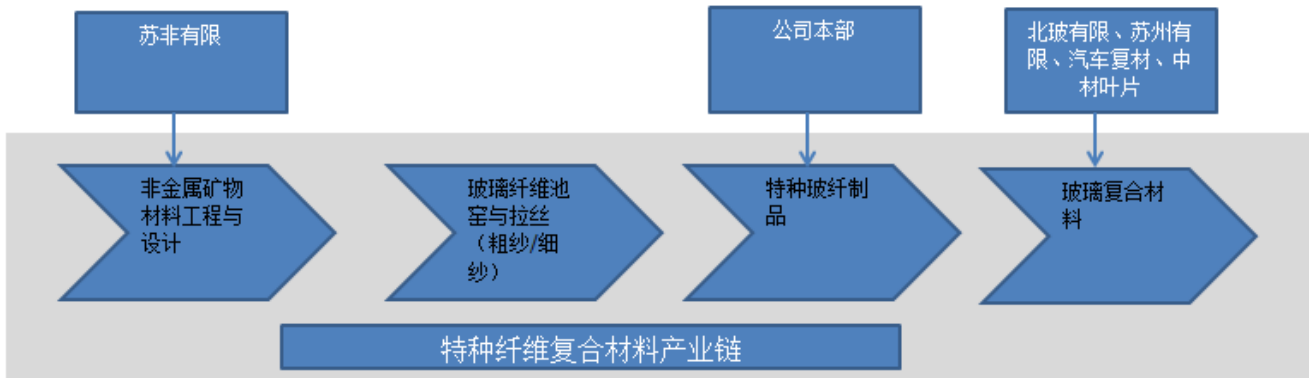 苏非有限
公司本部
北玻有限、苏州有
限、汽车复材、中
材叶片
非金属矿物
材料工程与
设计
玻璃纤维池
窑与拉丝
（粗纱/细
纱）
特种玻纤制
品
玻璃复合材
料
特种纤维复合材料产业链